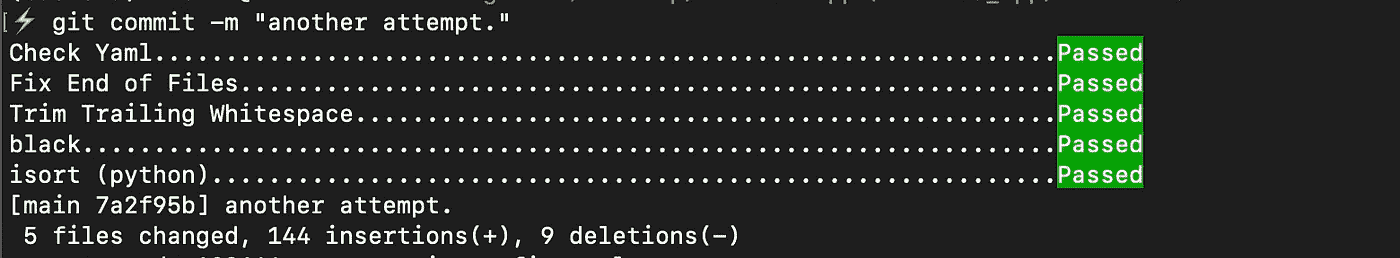 [⚡ git commit -m "another attempt."
Check Yaml...............................................................Passed
Fix End of Files.........................................................Passed
Trim Trailing Whitespace.................................................Passed
black....................................................................Passed
isort (python)...........................................................Passed
[main 7a2f95b] another attempt.
 5 files changed, 144 insertions(+), 9 deletions(-)